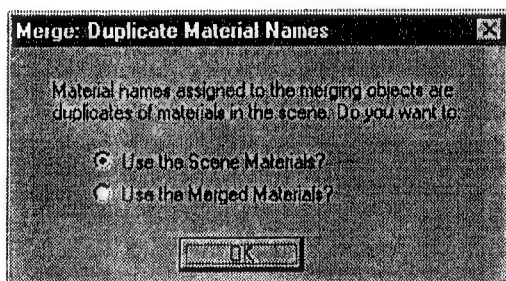 Merge: Duplicate Material Names
Material names assigned to the merging objects are
duplicates of materials in the scene. Do you want to:
Use the Scene Materials?
Use the Merged Materials?
OK